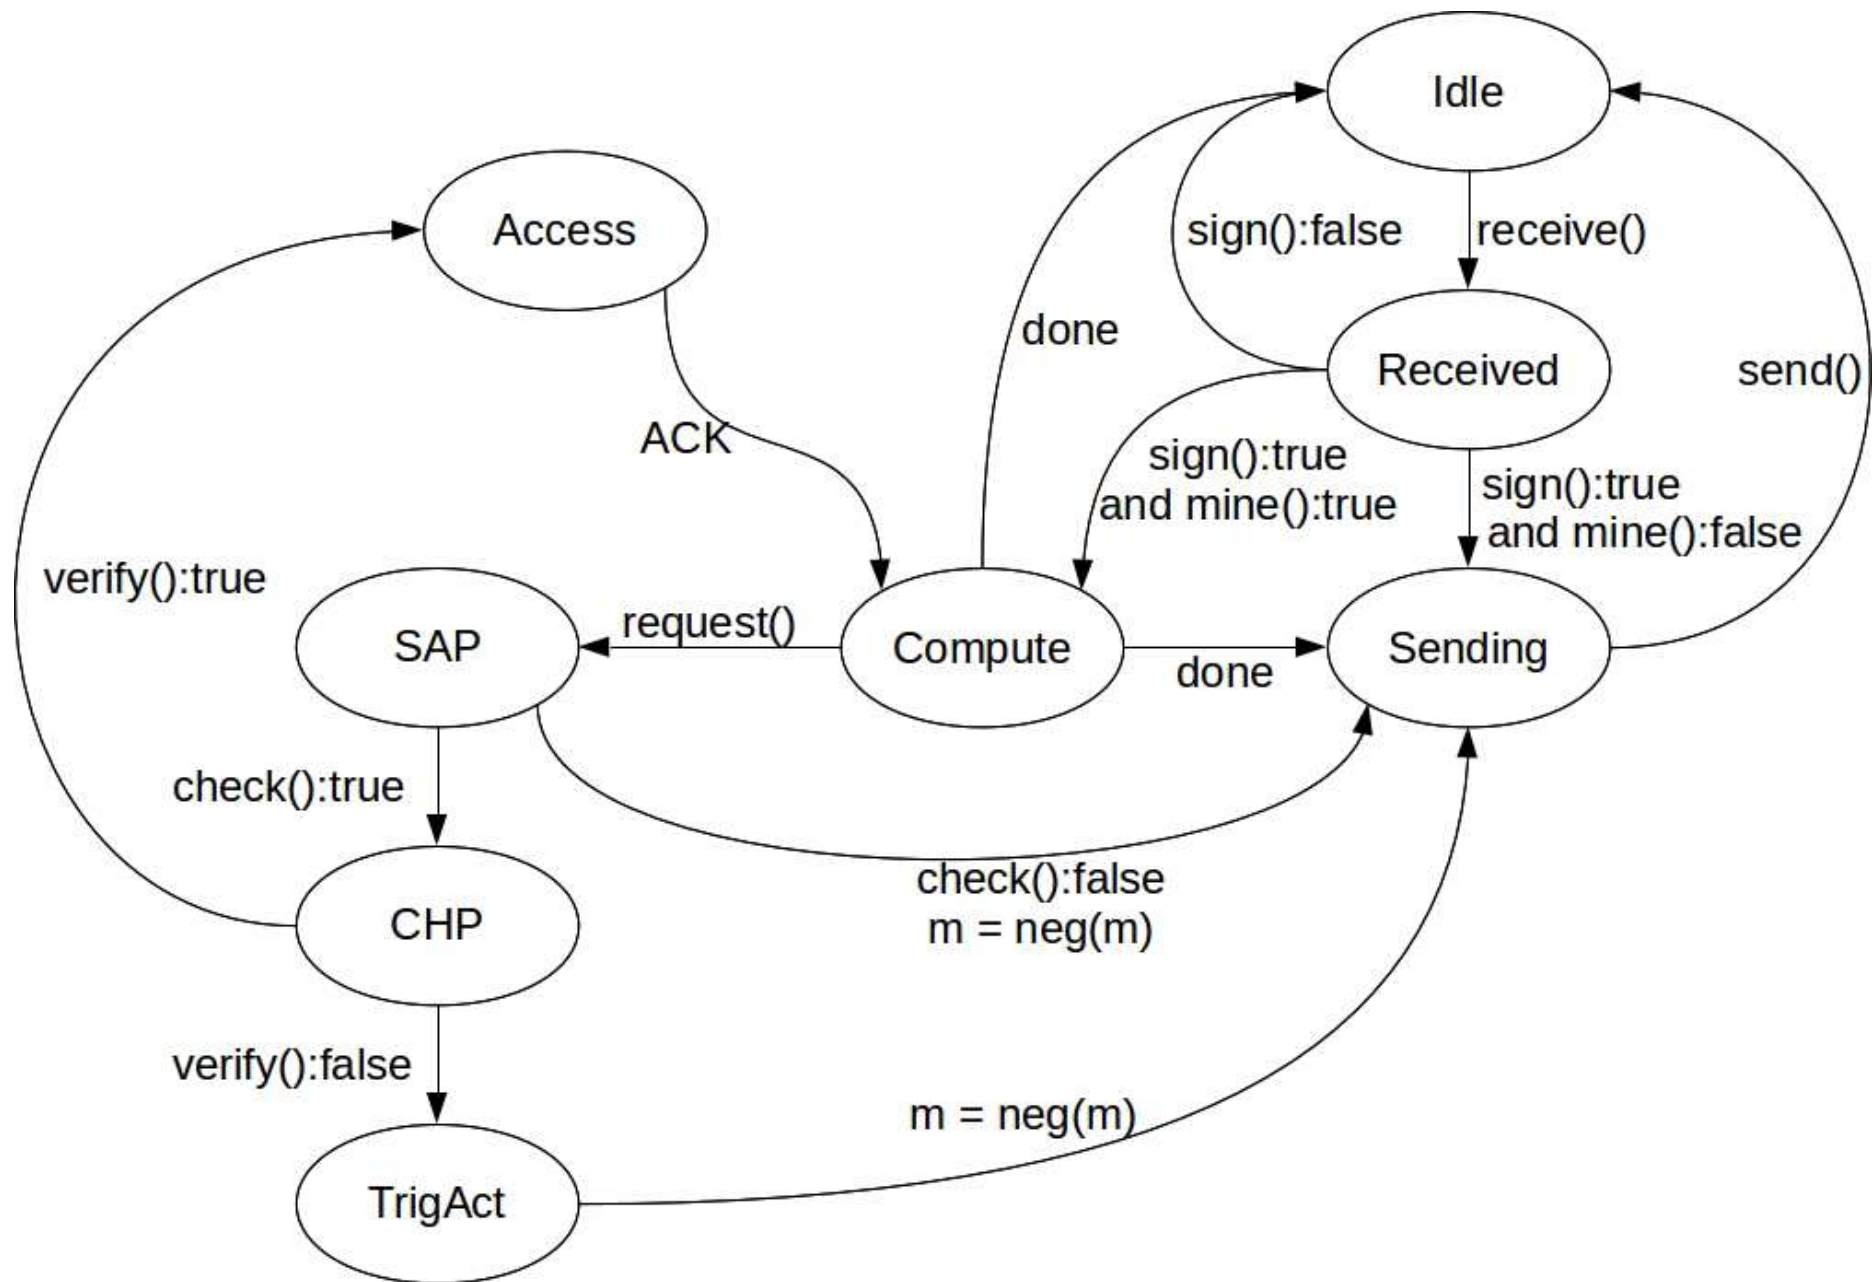 Idle
Access
sign():false
receive()
done
Received
send()
ACK
sign():true
and mine():true
sign():true
and mine():false
verify():true
SAP
request()
Compute
done
Sending
check():true
check():false
m = neg(m)
CHP
verify():false
m = neg(m)
TrigAct